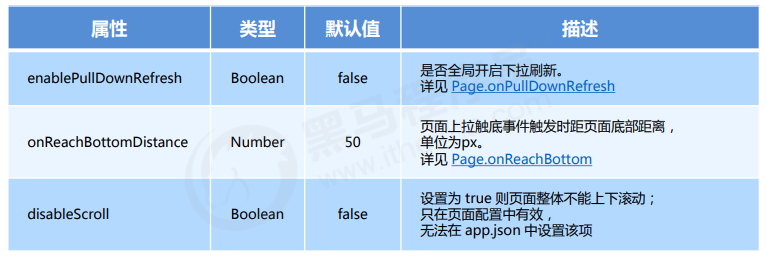 属性 类型 默认值 描述
enablePullDownRefresh Boolean false 是否全局开启下拉刷新。
详见 Page.onPullDownRefresh
onReachBottomDistance Number 50 页面上拉触底事件触发时距页面底部距离，
单位为px。
详见 Page.onReachBottom
disableScroll Boolean false 设置为 true 则页面整体不能上下滚动；
只在页面配置中有效，
无法在 app.json 中设置该项